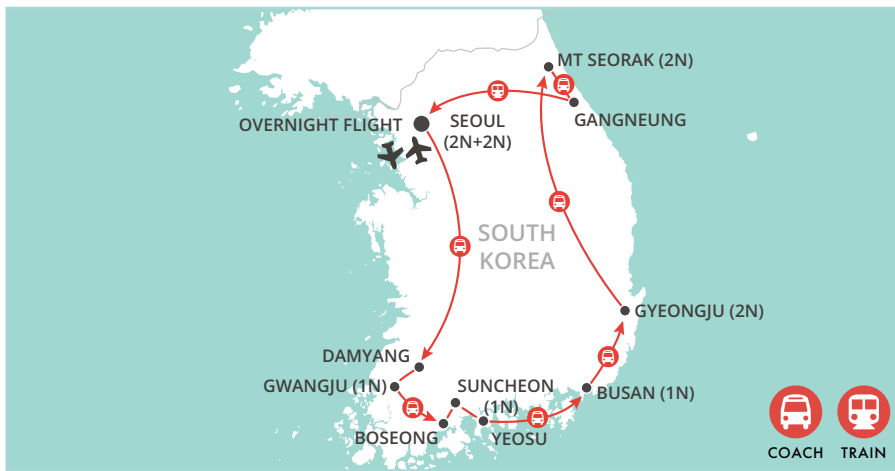 MT SEORAK (2N)
GANGNEUNG
OVERNIGHT FLIGHT
SEOUL
(2N+2N)
SOUTH
KOREA
GYEONGJU (2N)
DAMYANG
GWANGJU (1N)
SUNCHEON
(1N)
BUSAN (1N)
BOSEONG
YEOSU
COACH
TRAIN